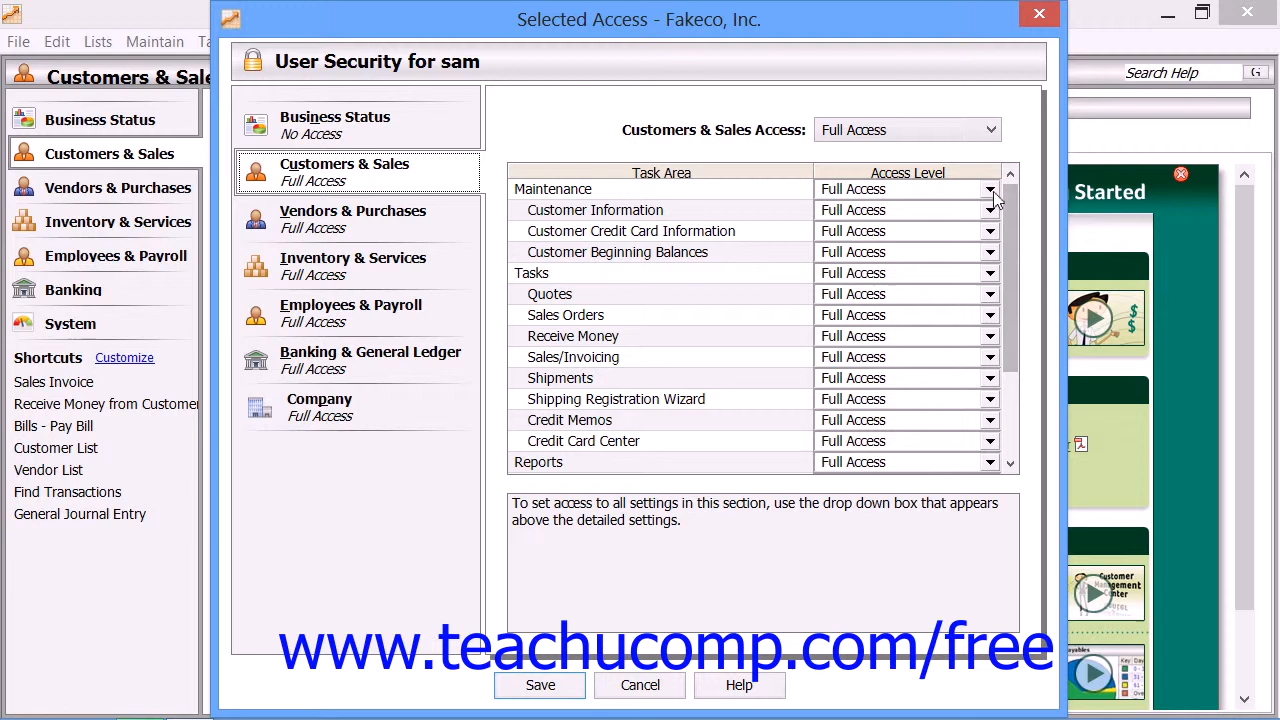 Selected Access - Fakeco, Inc.
File Edit Lists Maintain Ta
User Security for sam
Customers & Sal
Search Help
Business Status
Customers & Sales
Vendors & Purchases
Inventory & Services
Employees & Payroll
Banking
System
Shortcuts Customize
Sales Invoice
Receive Money from Customer
Bills - Pay Bill
Customer List
Vendor List
Find Transactions
General Journal Entry
Business Status
No Access
Customers & Sales
Full Access
Vendors & Purchases
Full Access
Inventory & Services
Full Access
Employees & Payroll
Full Access
Banking & General Ledger
Full Access
Company
Full Access
Customers & Sales Access: Full Access
Task Area Access Level
Maintenance Full Access
Customer Information Full Access
Customer Credit Card Information Full Access
Customer Beginning Balances Full Access
Tasks Full Access
Quotes Full Access
Sales Orders Full Access
Receive Money Full Access
Sales/Invoicing Full Access
Shipments Full Access
Shipping Registration Wizard Full Access
Credit Memos Full Access
Credit Card Center Full Access
Reports Full Access
To set access to all settings in this section, use the drop down box that appears
above the detailed settings.
Started
Customer
Management
Center
www.teachucomp.com/free
Save Cancel Help